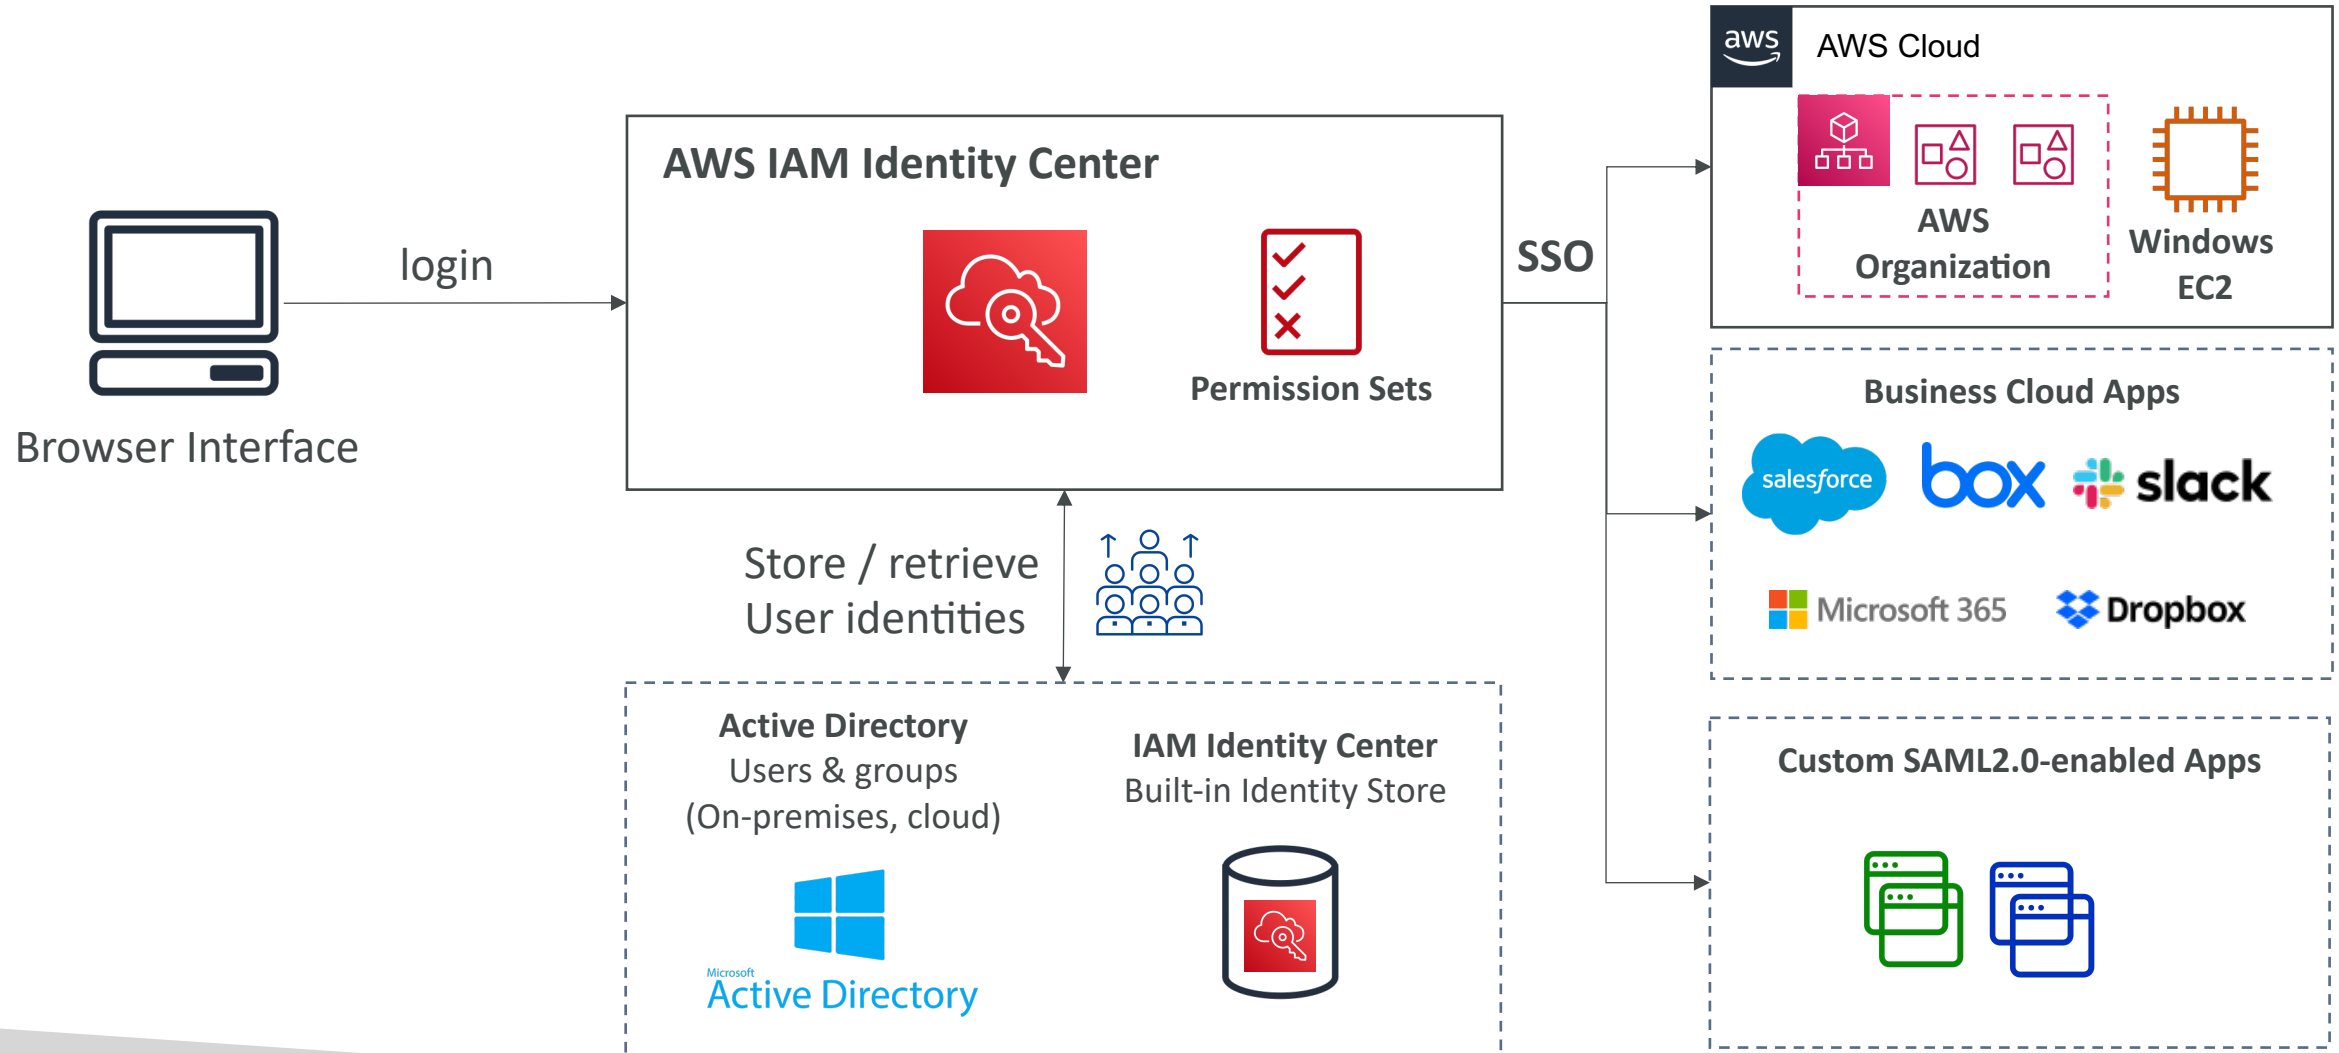 aws
AWS Cloud
AWS IAM Identity Center
AWS
Organization
Windows
EC2
login
SSO
Permission Sets
Browser Interface
Business Cloud Apps
salesforce
box
slack
Microsoft 365
Dropbox
Store / retrieve
User identities
Active Directory
Users & groups
(On-premises, cloud)
Microsoft
Active Directory
IAM Identity Center
Built-in Identity Store
Custom SAML2.0-enabled Apps